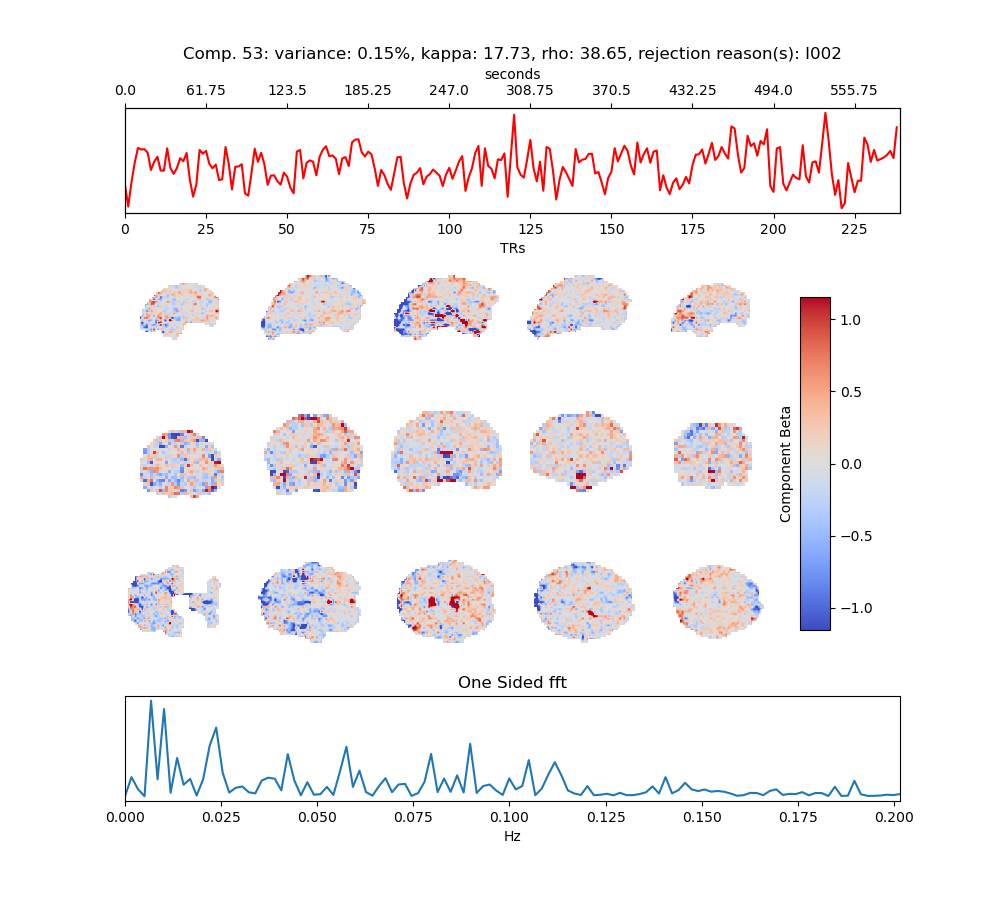 Comp. 53: variance: 0.15%, kappa: 17.73, rho: 38.65, rejection reason(s): I002
seconds
0.0 61.75 123.5 185.25 247.0 308.75 370.5 432.25 494.0 555.75
0 25 50 75 100 125 150 175 200 225
TRs
1.0
0.5
0.0
−0.5
−1.0
Component Beta
One Sided fft
0.000 0.025 0.050 0.075 0.100 0.125 0.150 0.175 0.200
Hz